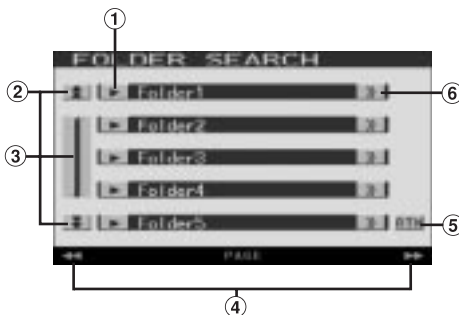 1
FOLDER SEARCH
2
Folder1
6
Folder2
3
Folder3
Folder4
Folder5
RTN
5
PAGE
4